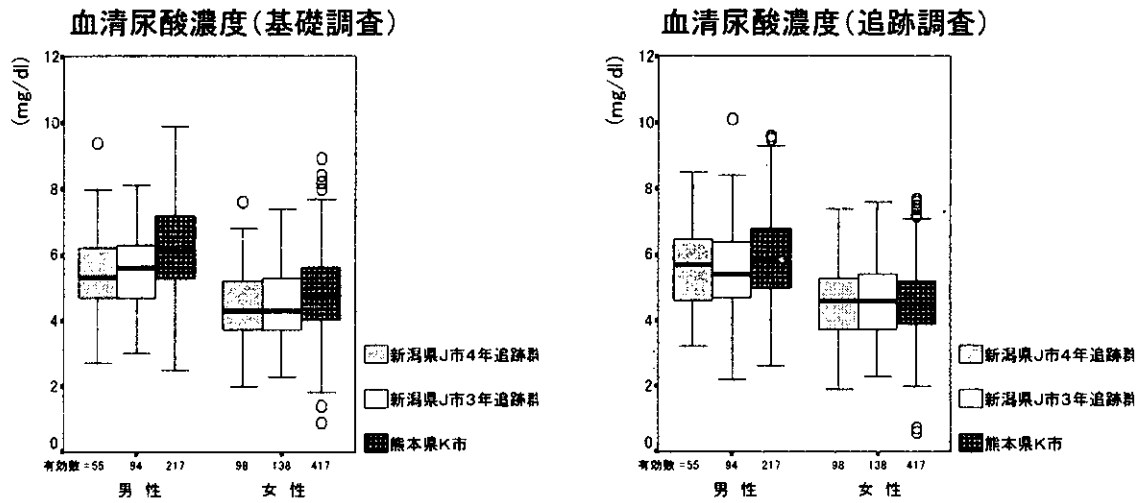 血清尿酸濃度(基礎調査)
(mg/dl)
12
10
8
6
4
2
0
新潟県J市4年追跡群
新潟県J市3年追跡群
熊本県K市
有効数=55 94 217 98 138 417
男性 女性
血清尿酸濃度(追跡調査)
(mg/dl)
12
10
8
6
4
2
0
新潟県J市4年追跡群
新潟県J市3年追跡群
熊本県K市
有効数=55 94 217 98 138 417
男性 女性